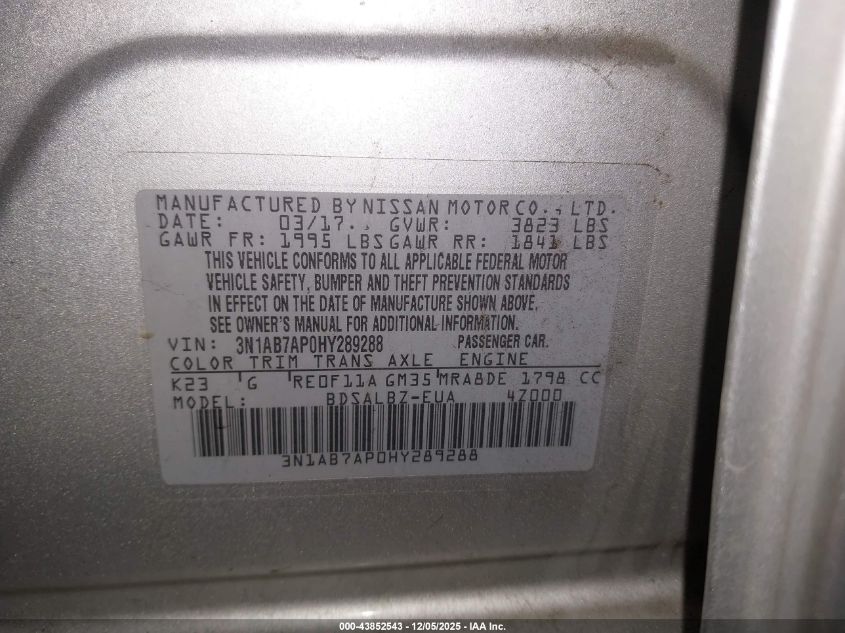 MANUFACTURED BY NISSAN MOTOR CO., LTD.
DATE: 03/17. GVWR: 3823 LBS
GAWR FR: 1995 LBS GAWR RR: 1841 LBS
THIS VEHICLE CONFORMS TO ALL APPLICABLE FEDERAL MOTOR
VEHICLE SAFETY, BUMPER AND THEFT PREVENTION STANDARDS
IN EFFECT ON THE DATE OF MANUFACTURE SHOWN ABOVE.
SEE OWNER'S MANUAL FOR ADDITIONAL INFORMATION.
VIN: 3N1AB7AP0HY289288 PASSENGER CAR.
COLOR TRIM TRANS AXLE ENGINE
K23 G RE0F11A GM35 MRA8DE 1798 CC
MODEL: BDSALBZ-EUA 4Z000
3N1AB7AP0HY289288
000-43852543 - 12/05/2025 - IAA Inc.